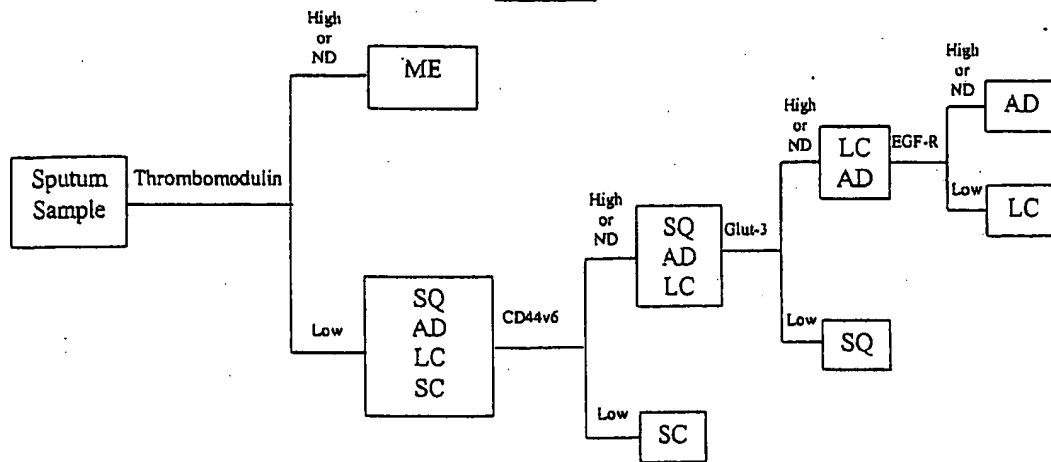 Sputum
Sample
Thrombomodulin
High
or
ND
ME
Low
SQ
AD
LC
SC
CD44v6
High
or
ND
SQ
AD
LC
Low
SC
Glut-3
High
or
ND
LC
AD
Low
SQ
EGF-R
High
or
ND
AD
Low
LC